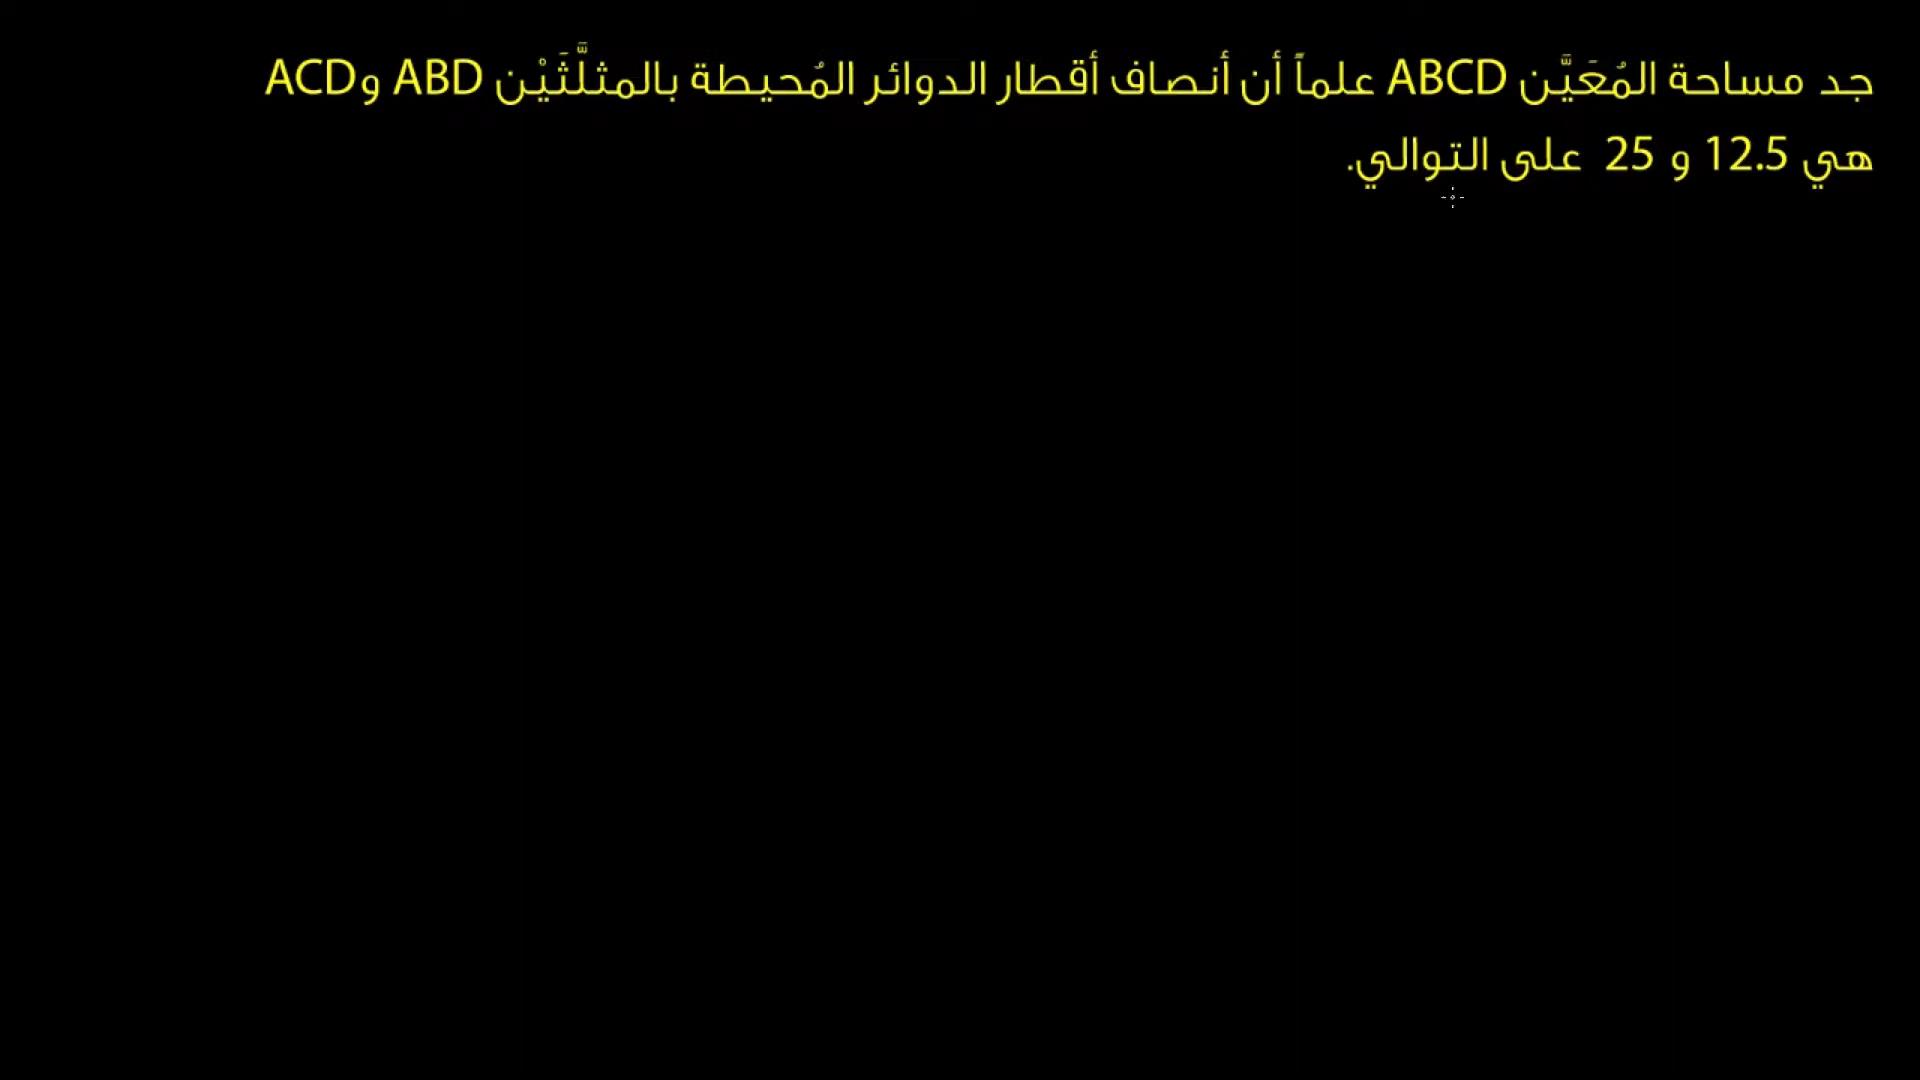 جد مساحة المُعَيَّن ABCD علماً أن أنصاف أقطار الدوائر المُحيطة بالمثلَّثَيْن ABD وACD
هي 12.5 و 25 على التوالي.